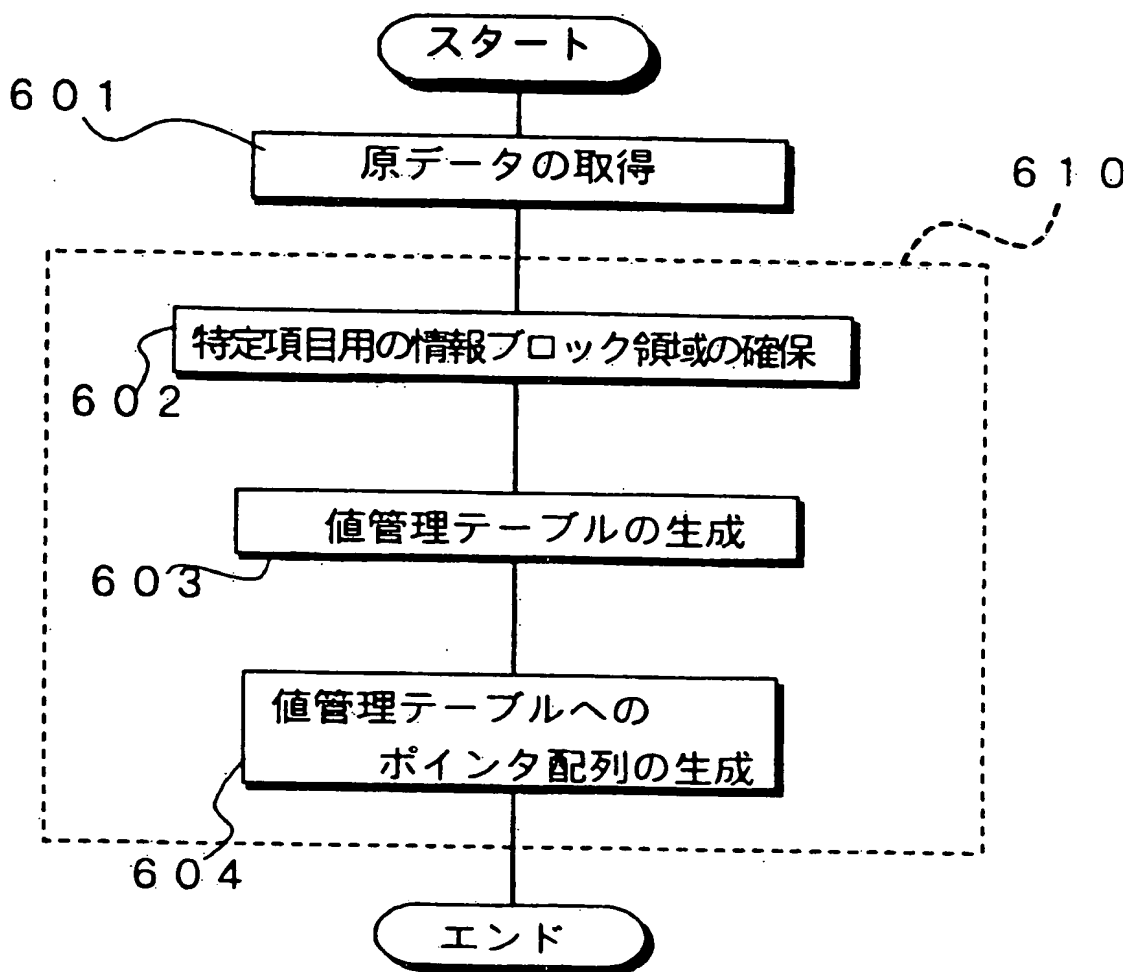 スタート
６０１
原データの取得
６１０
特定項目用の情報ブロック領域の確保
６０２
値管理テーブルの生成
６０３
値管理テーブルへの
ポインタ配列の生成
６０４
エンド